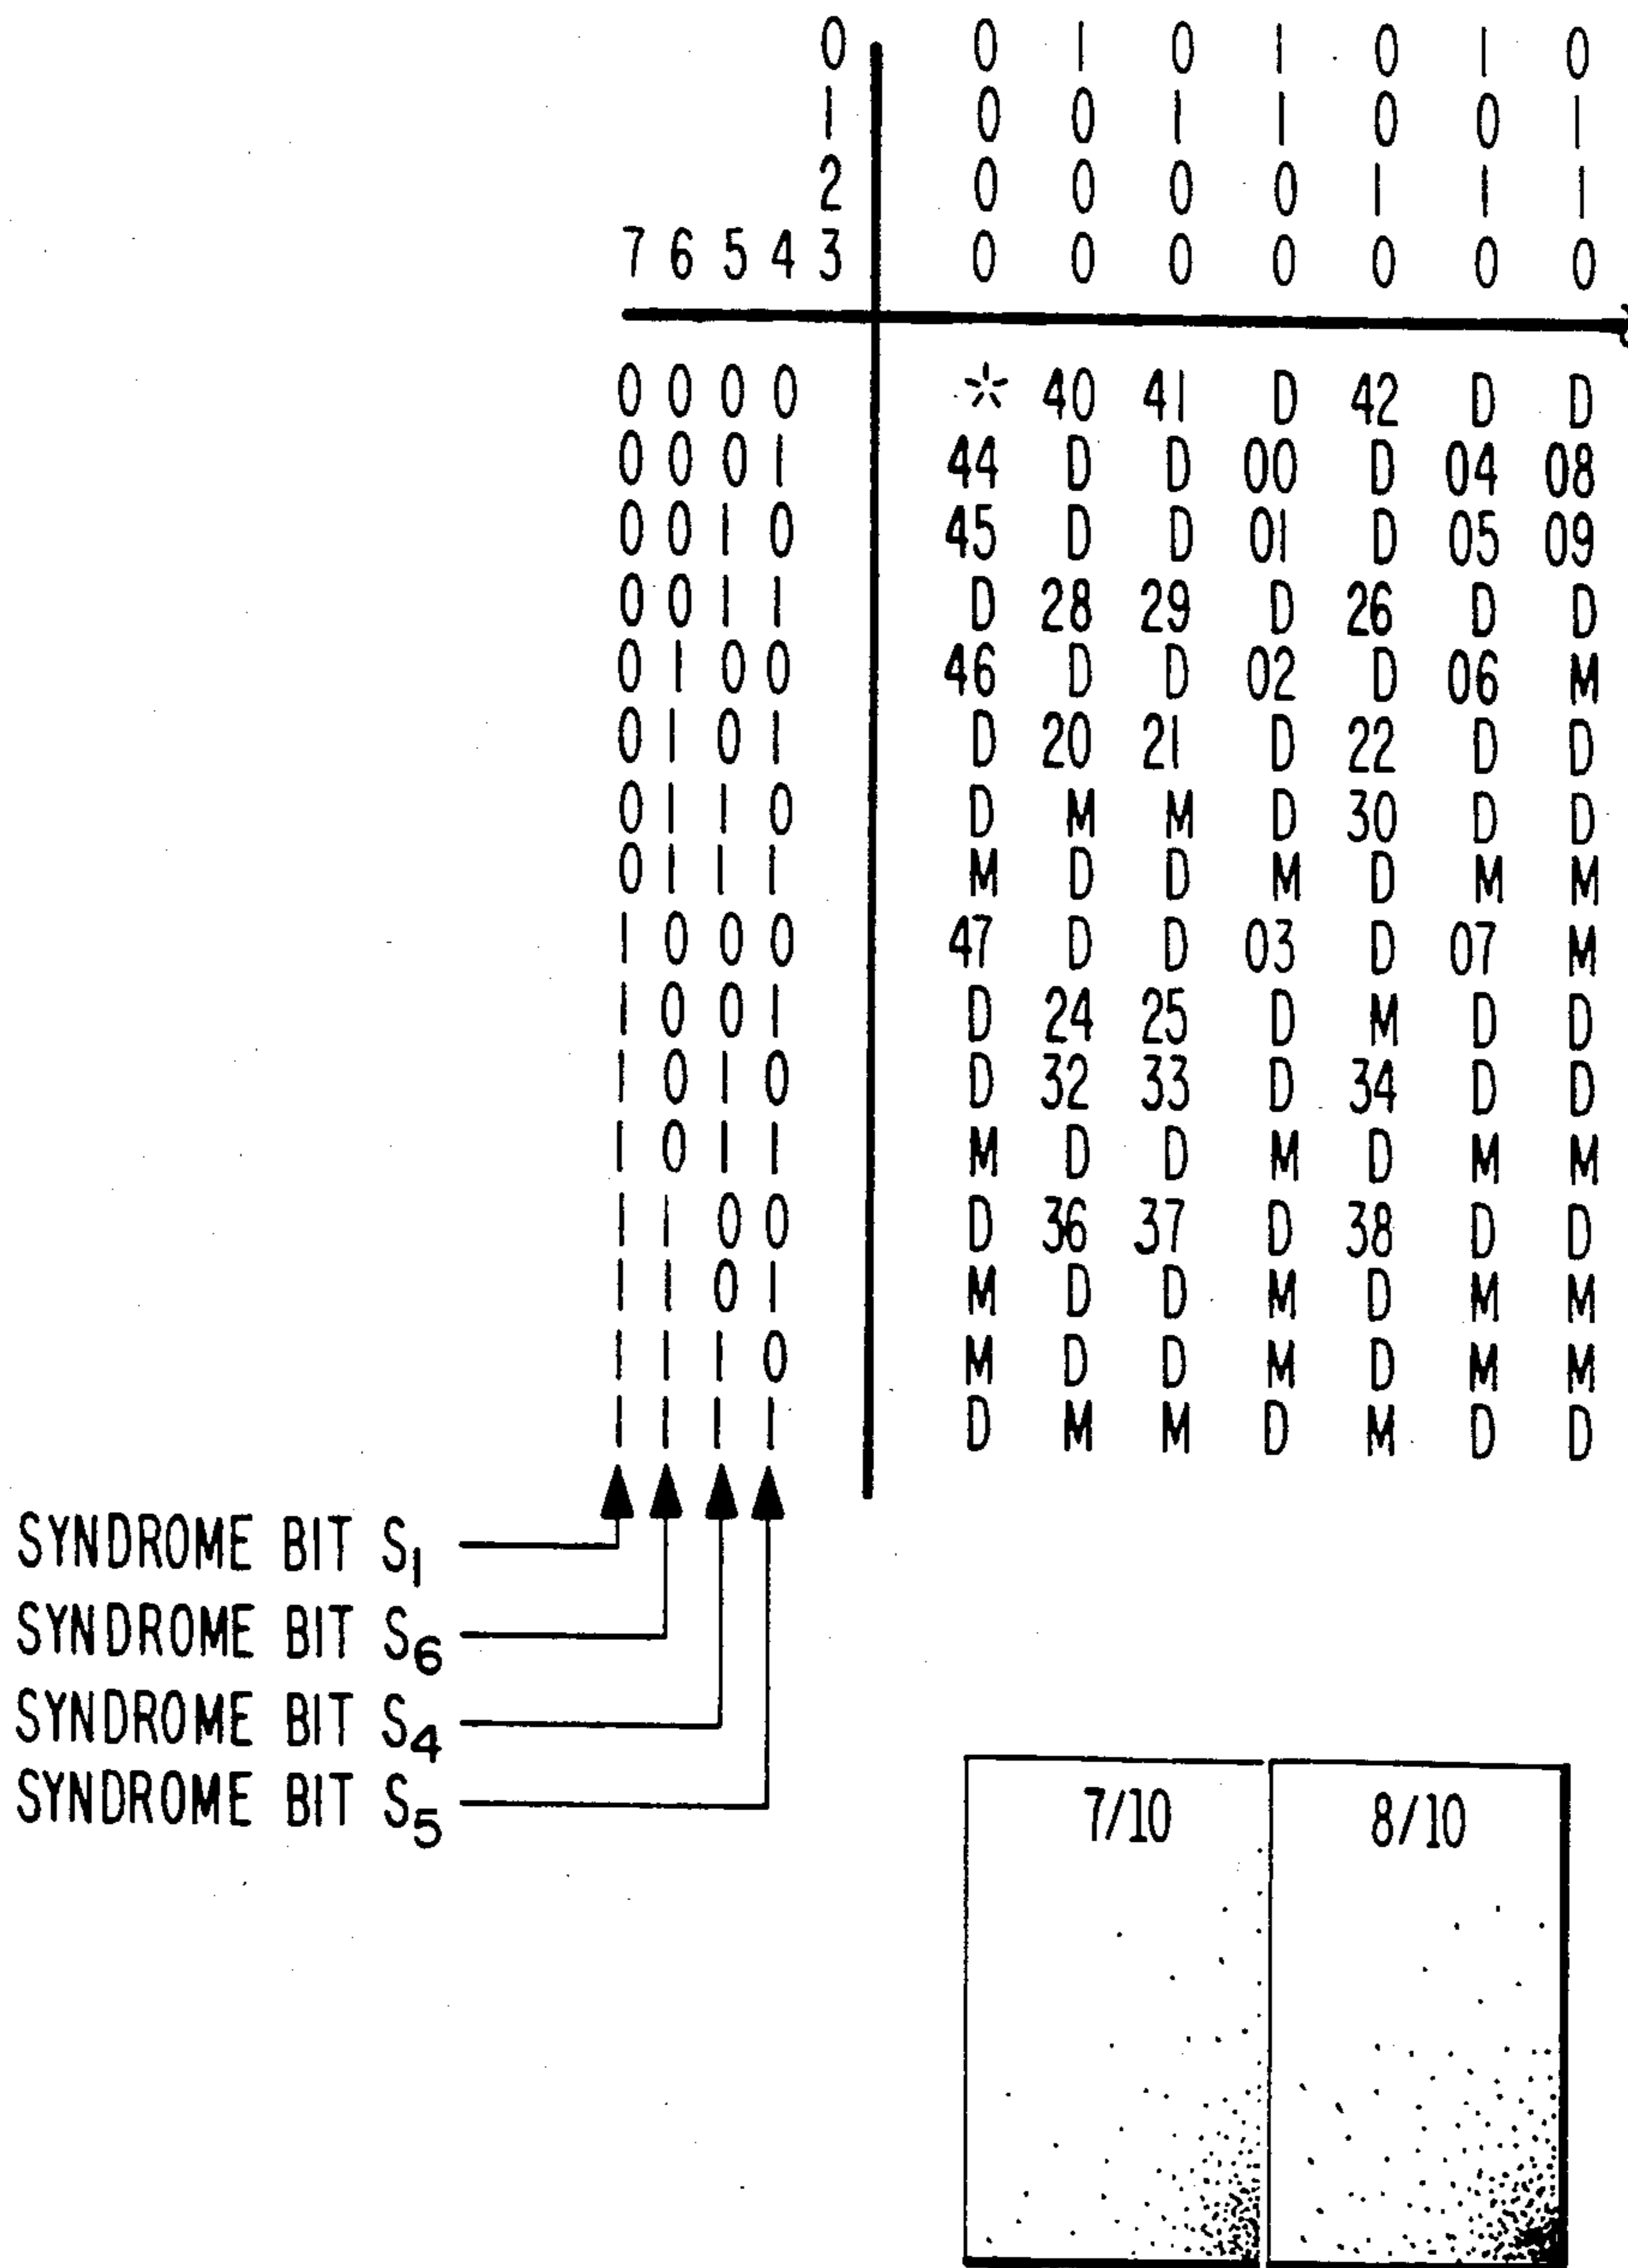 0 0 1 0 1 0 1 0
1 0 0 1 1 0 0 1
2 0 0 0 0 1 1 1
7 6 5 4 3 0 0 0 0 0 0 0
0 0 0 0 * 40 41 D 42 D D
0 0 0 1 44 D D 00 D 04 08
0 0 1 0 45 D D 01 D 05 09
0 0 1 1 D 28 29 D 26 D D
0 1 0 0 46 D D 02 D 06 M
0 1 0 1 D 20 21 D 22 D D
0 1 1 0 D M M D 30 D D
0 1 1 1 M D D M D M M
1 0 0 0 47 D D 03 D 07 M
1 0 0 1 D 24 25 D M D D
1 0 1 0 D 32 33 D 34 D D
1 0 1 1 M D D M D M M
1 1 0 0 D 36 37 D 38 D D
1 1 0 1 M D D M D M M
1 1 1 0 M D D M D M M
1 1 1 1 D M M D M D D
SYNDROME BIT S1
SYNDROME BIT S6
SYNDROME BIT S4
SYNDROME BIT S5
7/10 8/10